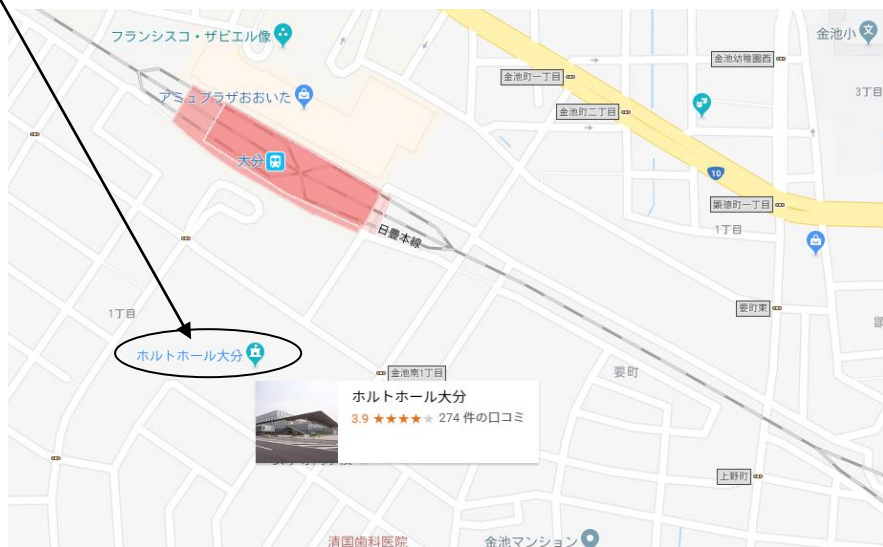 フランシスコ・ザビエル像
金池小
金池幼稚園西
金池町一丁目
3丁目
アミュプラザおおいた
金池町二丁目
大分
10
顕徳町一丁目
日豊本線
1丁目
要町東
1丁目
ホルトホール大分
金池南1丁目
要町
ホルトホール大分
3.9 ★★★★★ 274 件の口コミ
上野町
清国歯科医院
金池マンション